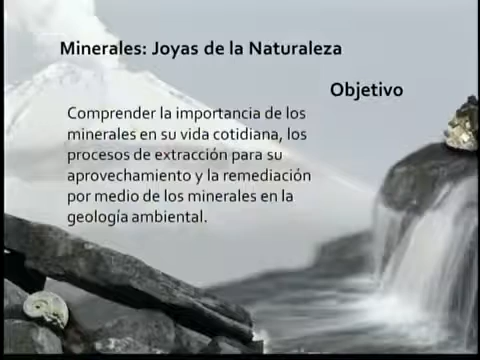 Minerales: Joyas de la Naturaleza
Objetivo
Comprender la importancia de los
minerales en su vida cotidiana, los
procesos de extracción para su
aprovechamiento y la remediación
por medio de los minerales en la
geología ambiental.